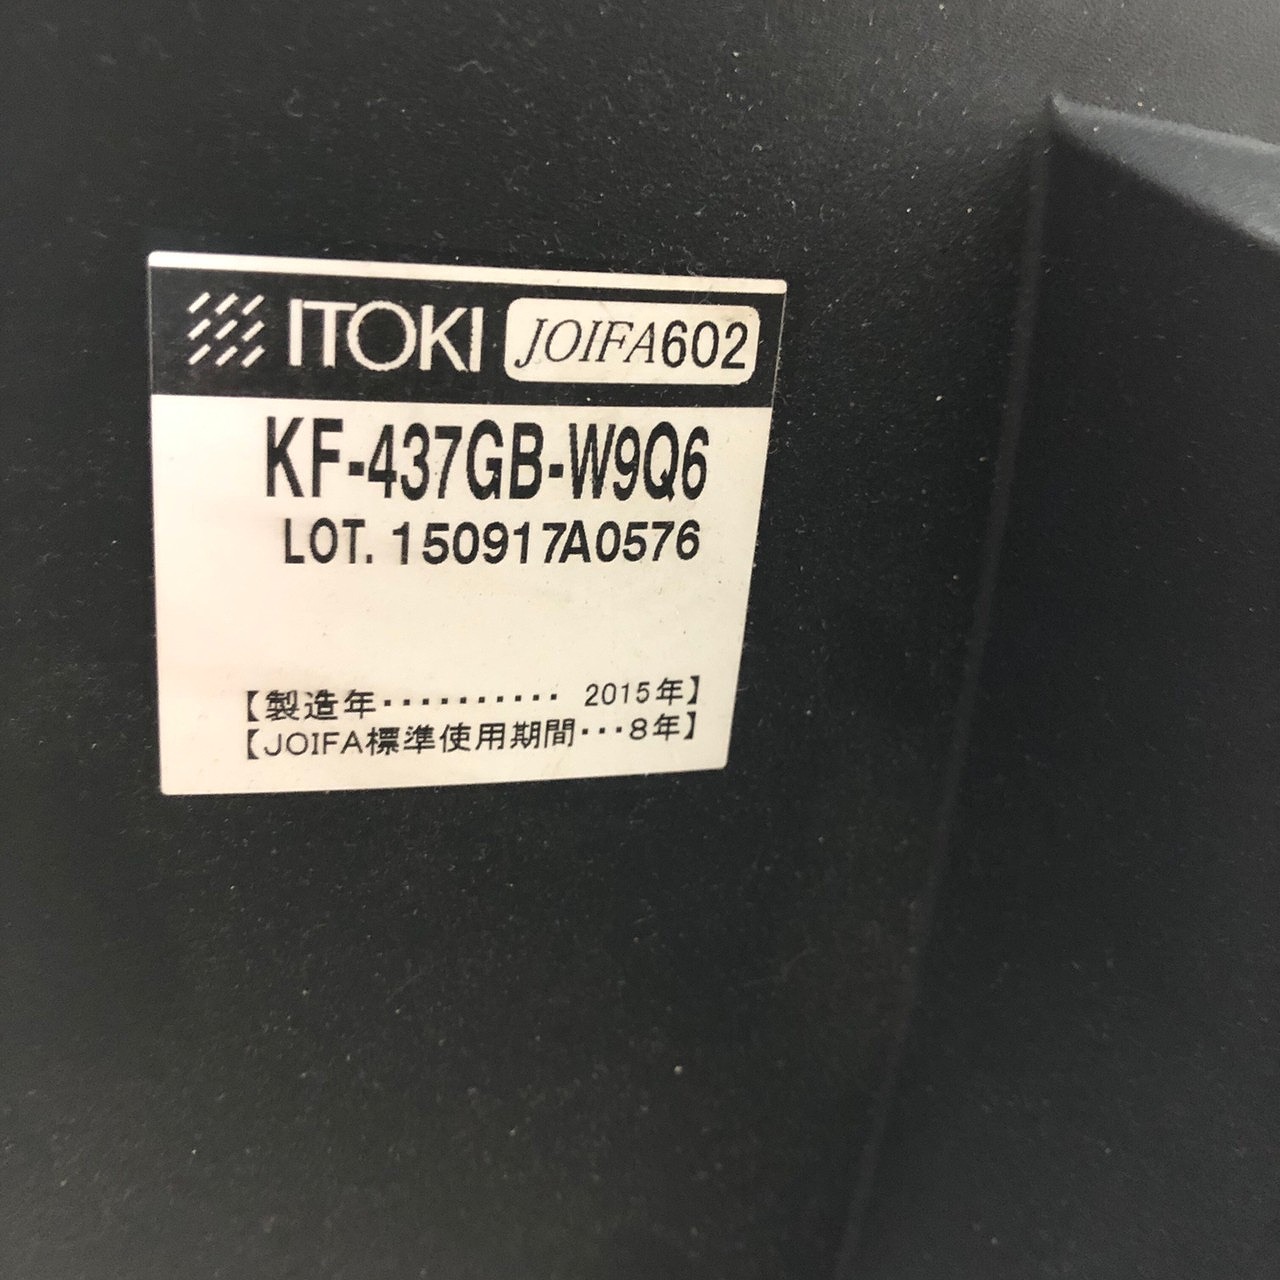 ITOKI JOIFA602
KF-437GB-W9Q6
LOT. 150917A0576
【製造年・・・・・・・・・・ 2015年】
【JOIFA標準使用期間・・・8年】